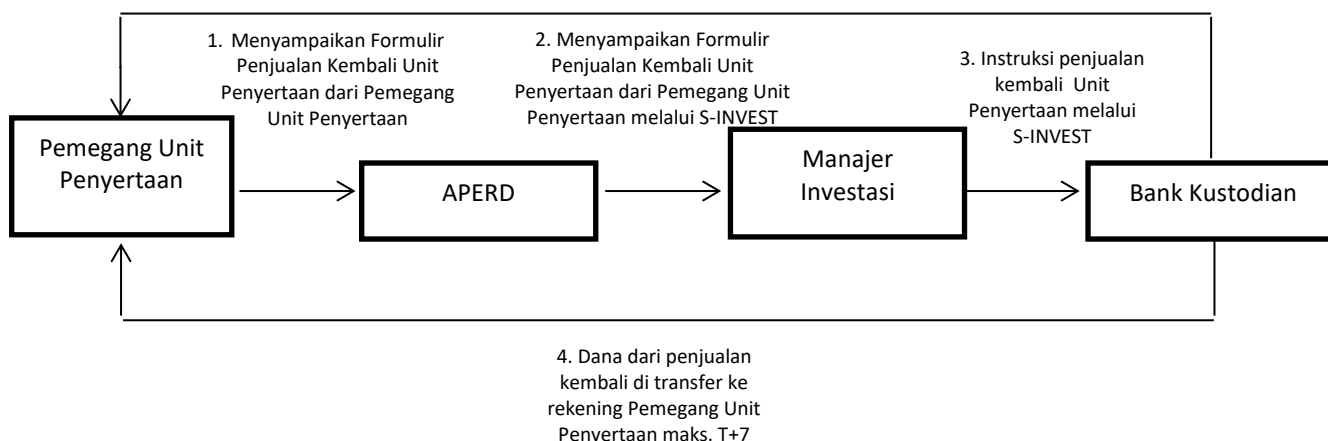 1. Menyampaikan Formulir
Penjualan Kembali Unit
Penyertaan dari Pemegang
Unit Penyertaan
2. Menyampaikan Formulir
Penjualan Kembali Unit
Penyertaan dari Pemegang Unit
Penyertaan melalui S-INVEST
3. Instruksi penjualan
kembali Unit
Penyertaan melalui
S-INVEST
Pemegang Unit
Penyertaan
APERD
Manajer
Investasi
Bank Kustodian
4. Dana dari penjualan
kembali di transfer ke
rekening Pemegang Unit
Penyertaan maks. T+7